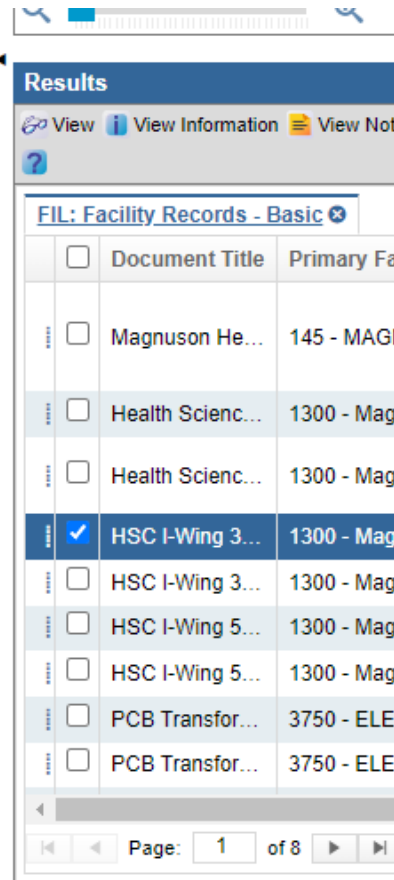 Results
View View Information View Not
?
FIL: Facility Records - Basic
Document Title Primary Fa
Magnuson He... 145 - MAG
Health Scienc... 1300 - Mag
Health Scienc... 1300 - Mag
HSC I-Wing 3... 1300 - Mag
HSC I-Wing 3... 1300 - Mag
HSC I-Wing 5... 1300 - Mag
HSC I-Wing 5... 1300 - Mag
PCB Transfor... 3750 - ELE
PCB Transfor... 3750 - ELE
Page: 1 of 8